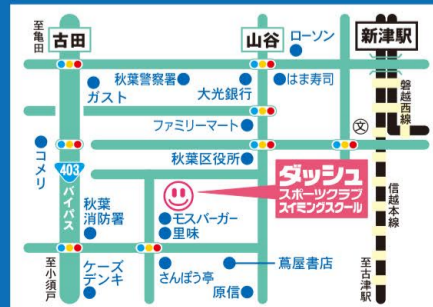 至亀田
古田
山谷
ローソン
新津駅
秋葉警察署
ガスト
大光銀行
はま寿司
磐越西線
ファミリーマート
文
コメリ
秋葉区役所
403
バイパス
ダッシュ
スポーツクラブ
スイミングスクール
信越本線
秋葉
消防署
モスバーガー
里味
至小須戸
ケーズ
デンキ
さんぽう亭
蔦屋書店
原信
至古津駅